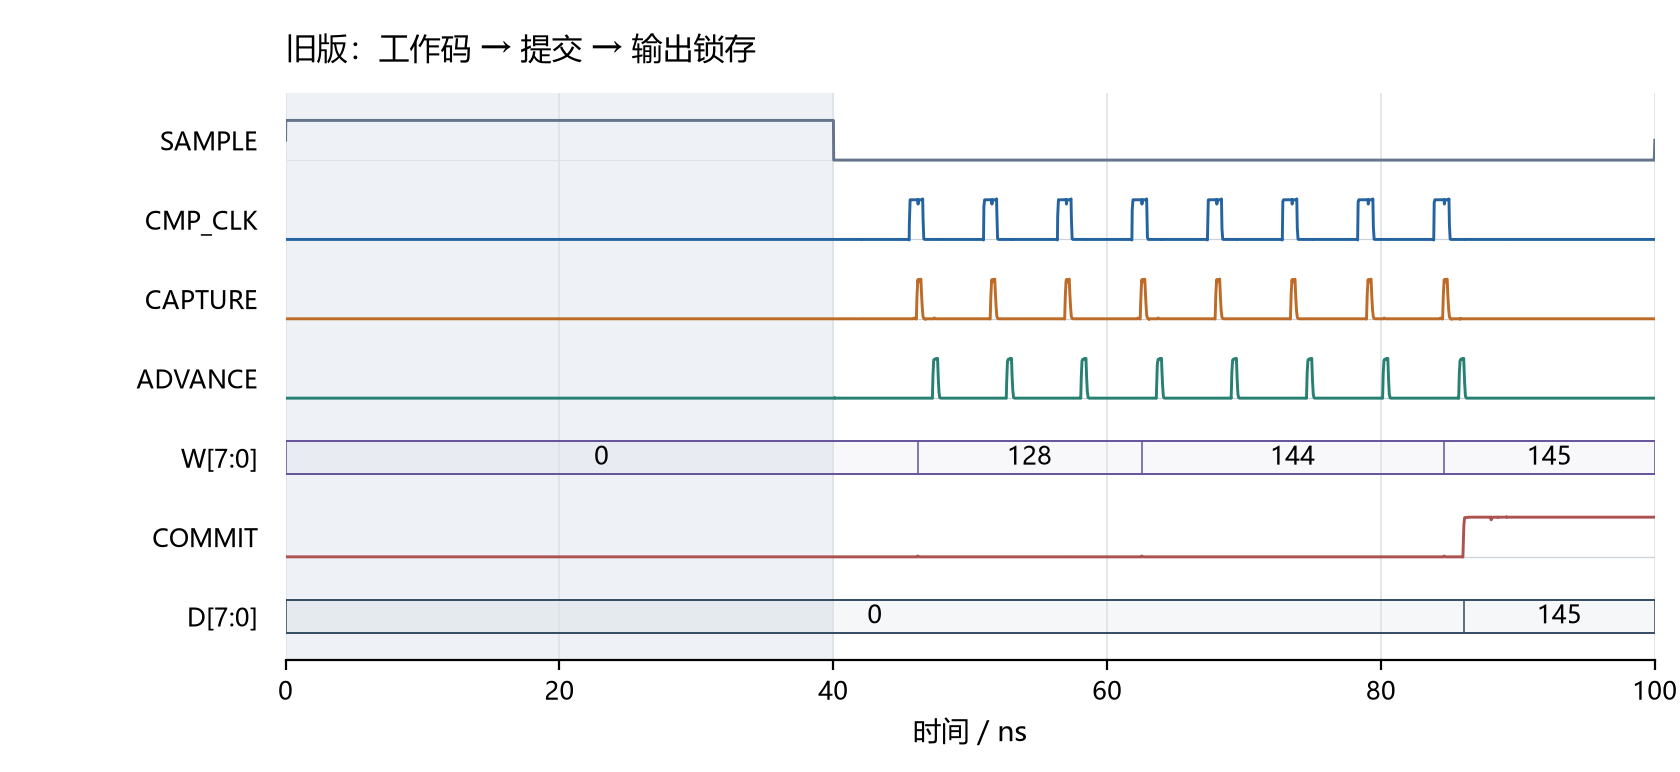 旧版：工作码 → 提交 → 输出锁存
SAMPLE
CMP_CLK
CAPTURE
ADVANCE
W[7:0] 0 128 144 145
COMMIT
D[7:0] 0 145
0 20 40 60 80 100
时间 / ns